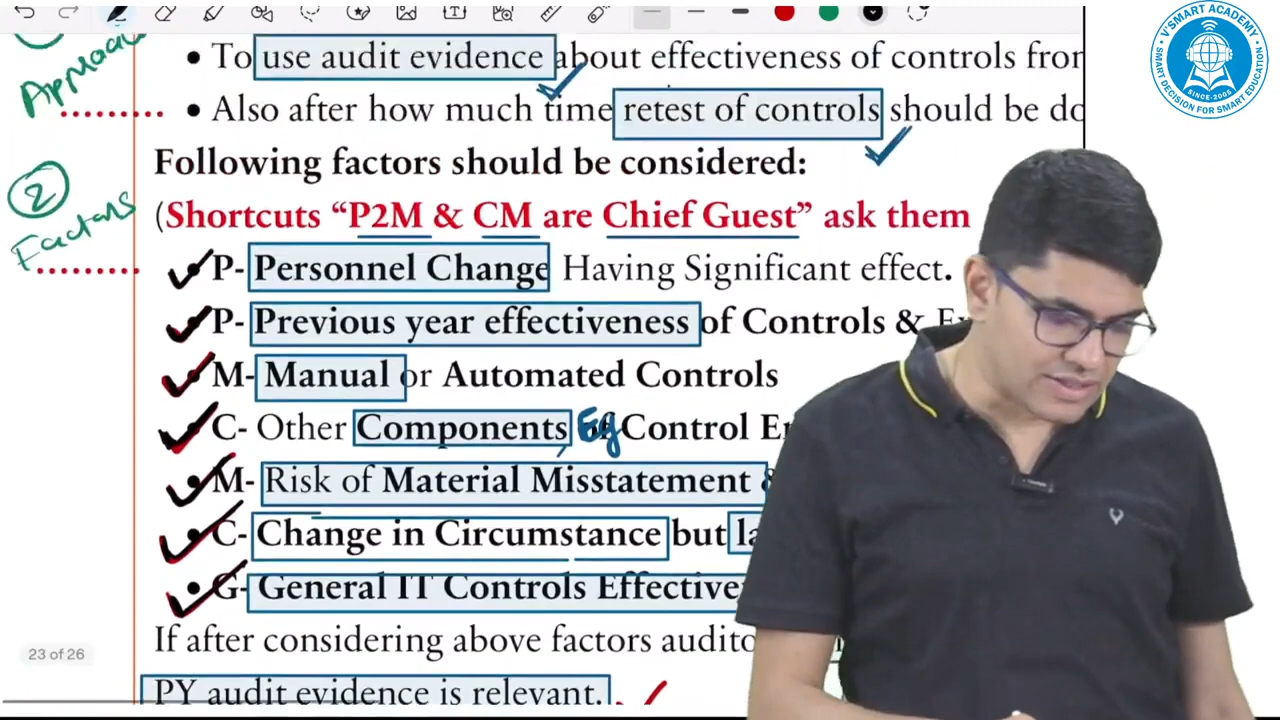 Approach
• To use audit evidence about effectiveness of controls from
• Also after how much time retest of controls should be do
Following factors should be considered:
2
Factors
(Shortcuts “P2M & CM are Chief Guest” ask them
• P- Personnel Change Having Significant effect.
• P- Previous year effectiveness of Controls &
• M- Manual or Automated Controls
• C- Other Components Eg Control
• M- Risk of Material Misstatement &
• C- Change in Circumstance but
• G- General IT Controls Effective
If after considering above factors
PY audit evidence is relevant.
23 of 26
V'SMART ACADEMY
SMART DECISION FOR SMART EDUCATION
SINCE-2005